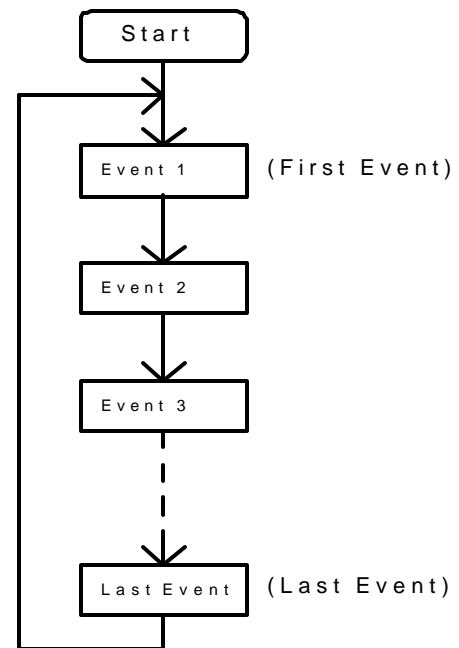 Start
Event 1 (First Event)
Event 2
Event 3
Last Event (Last Event)